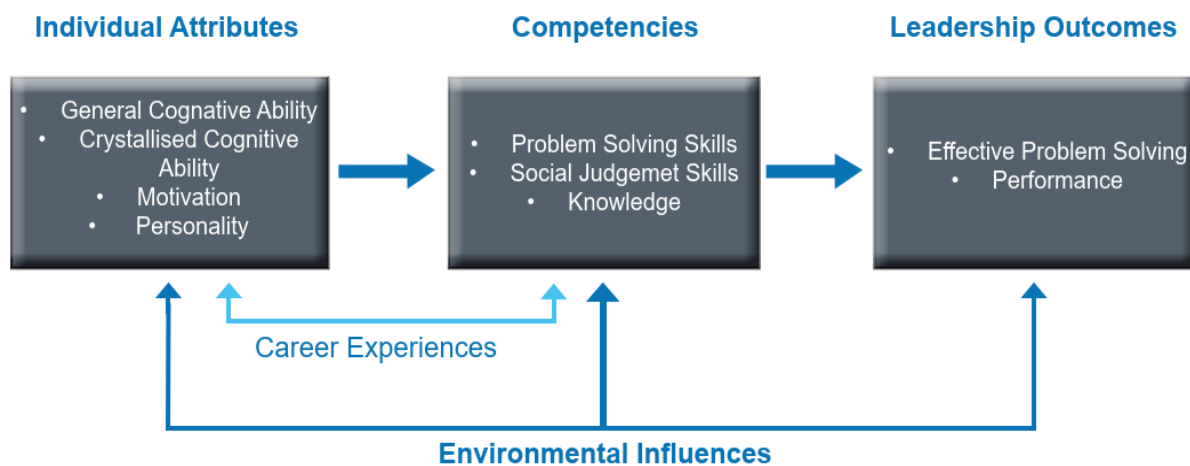 Individual Attributes
Competencies
Leadership Outcomes
• General Cognative Ability
• Crystallised Cognitive
Ability
• Motivation
• Personality
• Problem Solving Skills
• Social Judgemet Skills
• Knowledge
• Effective Problem Solving
• Performance
Career Experiences
Environmental Influences